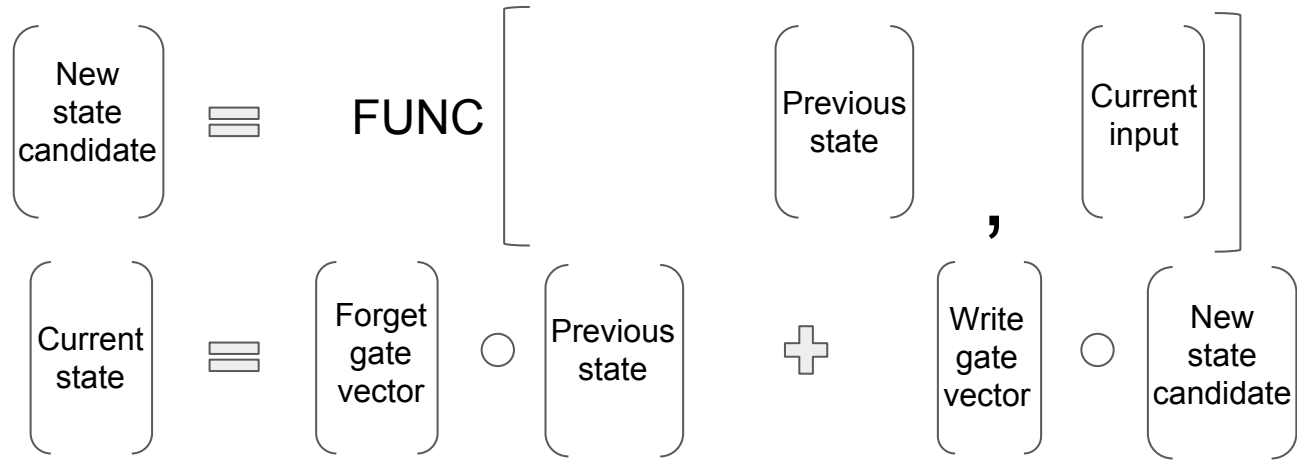 New
state
candidate
=
FUNC
Previous
state
,
Current
input
Current
state
=
Forget
gate
vector
○
Previous
state
+
Write
gate
vector
○
New
state
candidate